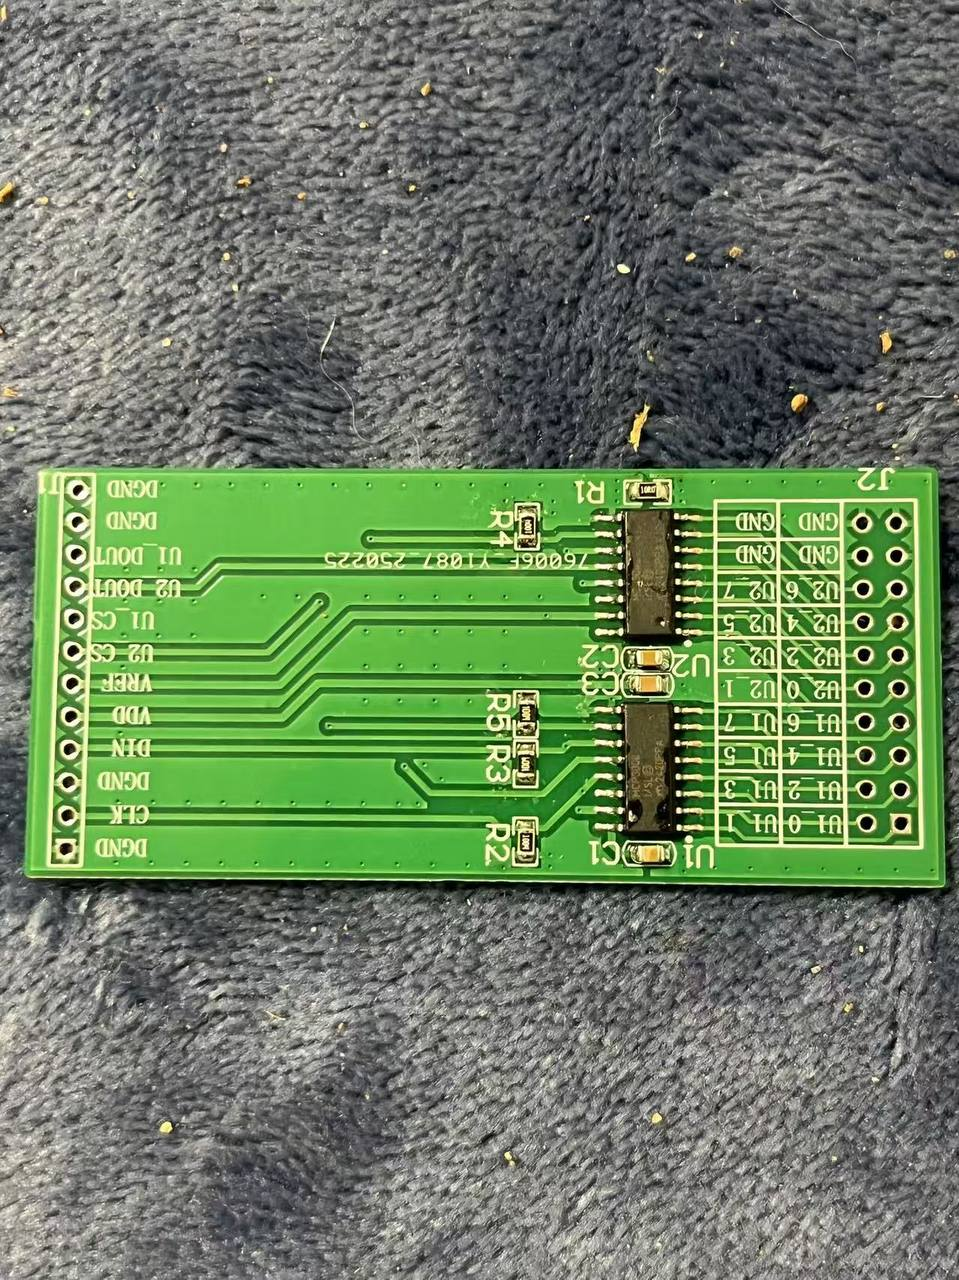 J1
DGND
DGND
U1_DOUT
U2_DOUT
U1_CS
U2_CS
VREF
VDD
DIN
DGND
CLK
DGND
76006F_Y1087_250225
R1
R4
C2
U2
C3
R5
R3
R2
C1
U1
J2
GND GND
GND GND
U2_7 U2_6
U2_5 U2_4
U2_3 U2_2
U2_1 U2_0
U1_7 U1_6
U1_5 U1_4
U1_3 U1_2
U1_1 U1_0